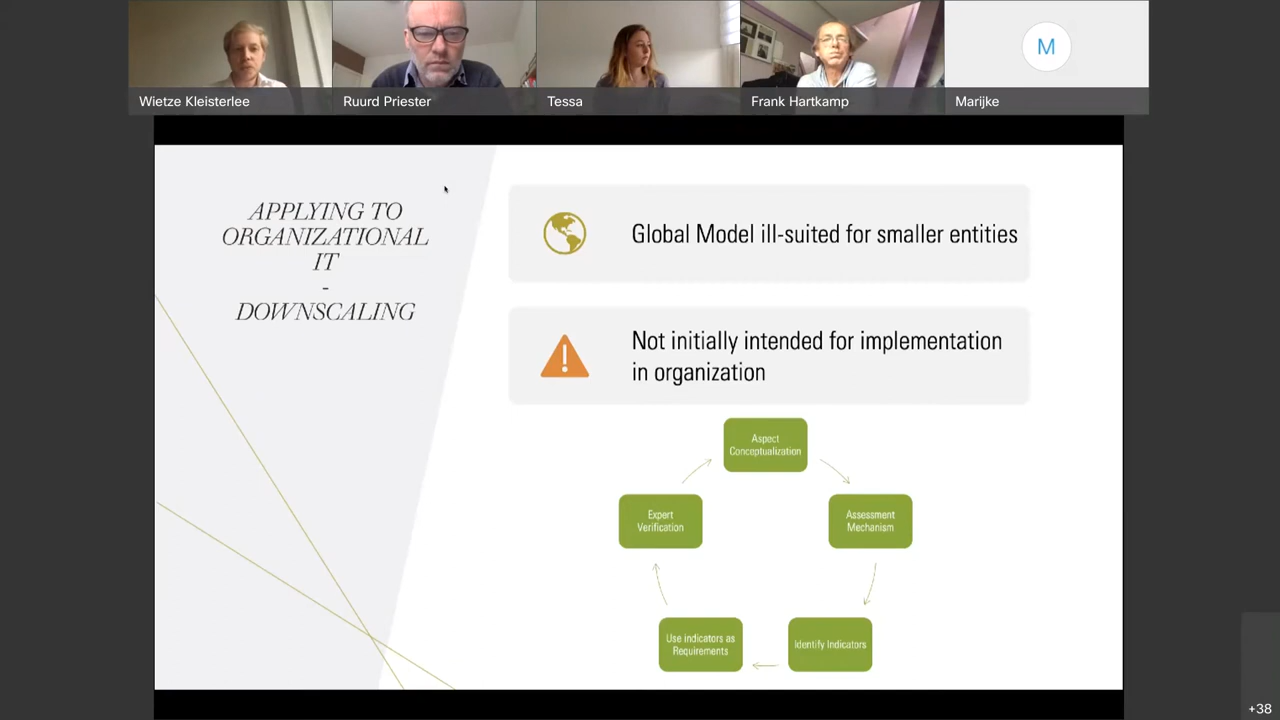 Wietze Kleisterlee
Ruurd Priester
Tessa
Frank Hartkamp
M
Marijke
APPLYING TO
ORGANIZATIONAL
IT
-
DOWNSCALING
Global Model ill-suited for smaller entities
Not initially intended for implementation
in organization
Aspect
Conceptualization
Assessment
Mechanism
Identify Indicators
Use indicators as
Requirements
Expert
Verification
+38